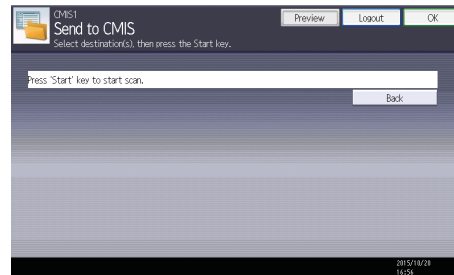 CMIS1
Send to CMIS
Select destination(s), then press the Start key.
Preview
Logout
OK
Press 'Start' key to start scan.
Back
2015/10/20
16:56